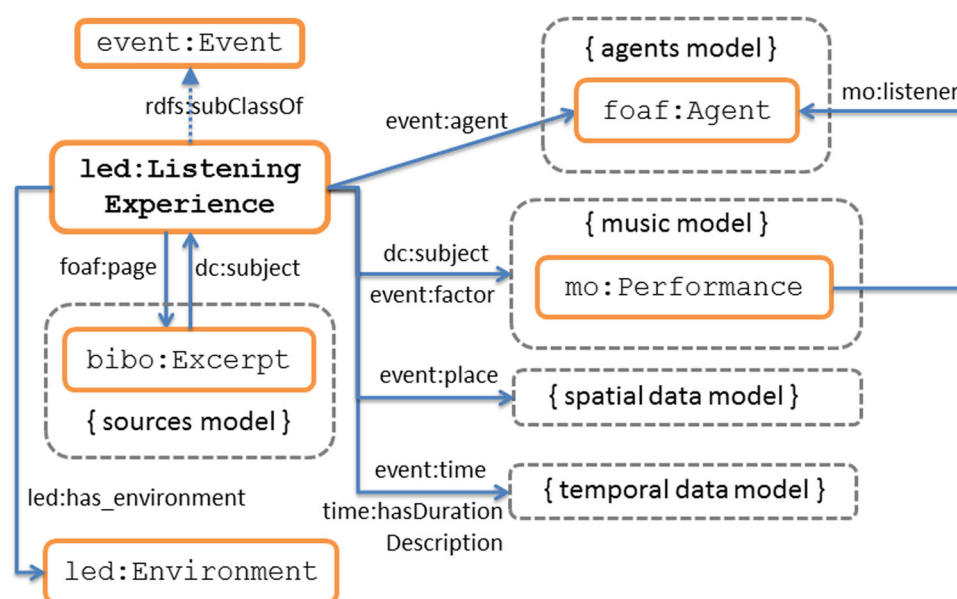 event:Event
rdfs:subClassOf
led:Listening
Experience
foaf:page
dc:subject
bibo:Excerpt
{ sources model }
led:has_environment
led:Environment
event:agent
{ agents model }
foaf:Agent
mo:listener
dc:subject
event:factor
{ music model }
mo:Performance
event:place
{ spatial data model }
event:time
time:hasDuration
Description
{ temporal data model }